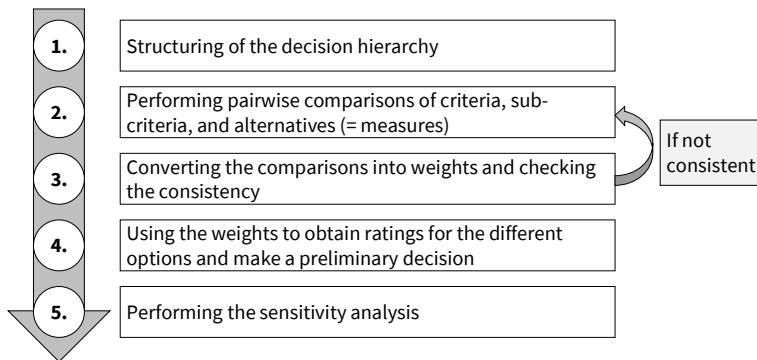 1.
Structuring of the decision hierarchy
2.
Performing pairwise comparisons of criteria, sub-
criteria, and alternatives (= measures)
If not
consistent
3.
Converting the comparisons into weights and checking
the consistency
4.
Using the weights to obtain ratings for the different
options and make a preliminary decision
5.
Performing the sensitivity analysis